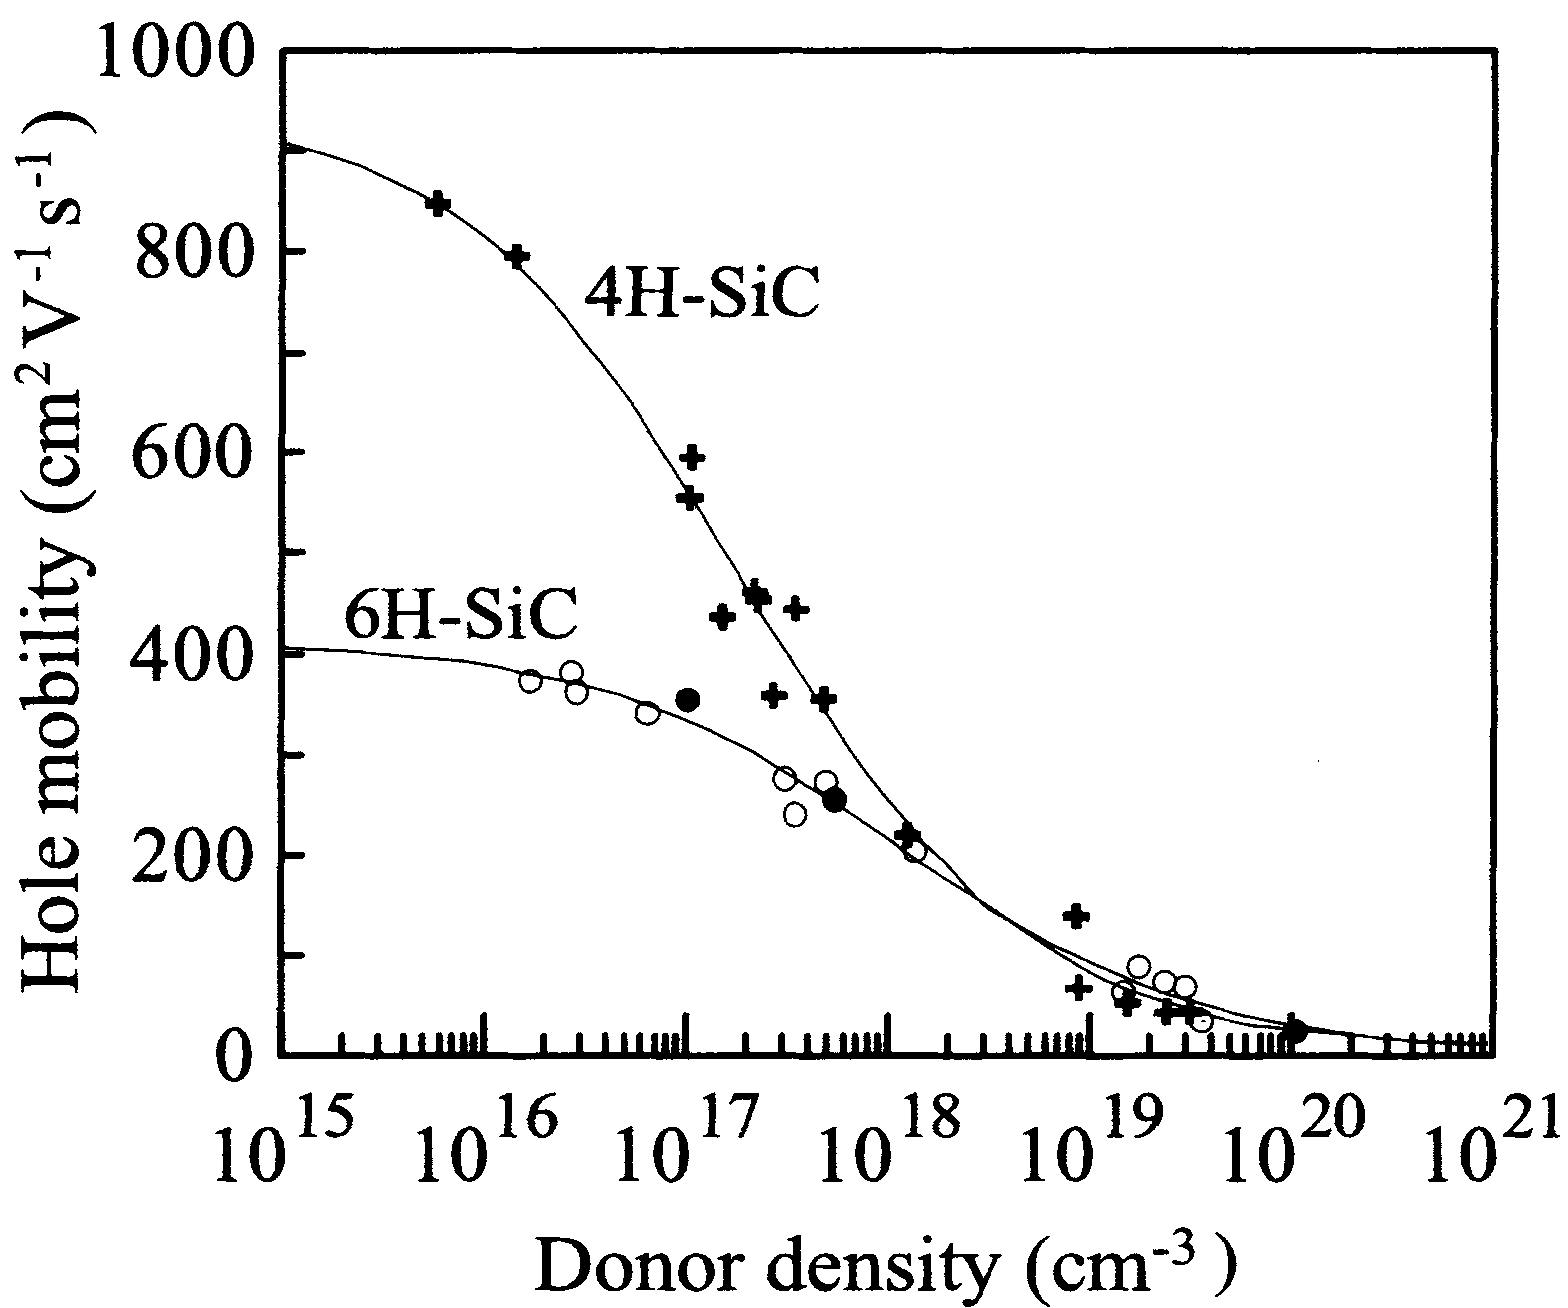 1000
800
600
400
200
0
Hole mobility (cm² V⁻¹ s⁻¹)
4H-SiC
6H-SiC
10¹⁵ 10¹⁶ 10¹⁷ 10¹⁸ 10¹⁹ 10²⁰ 10²¹
Donor density (cm⁻³)